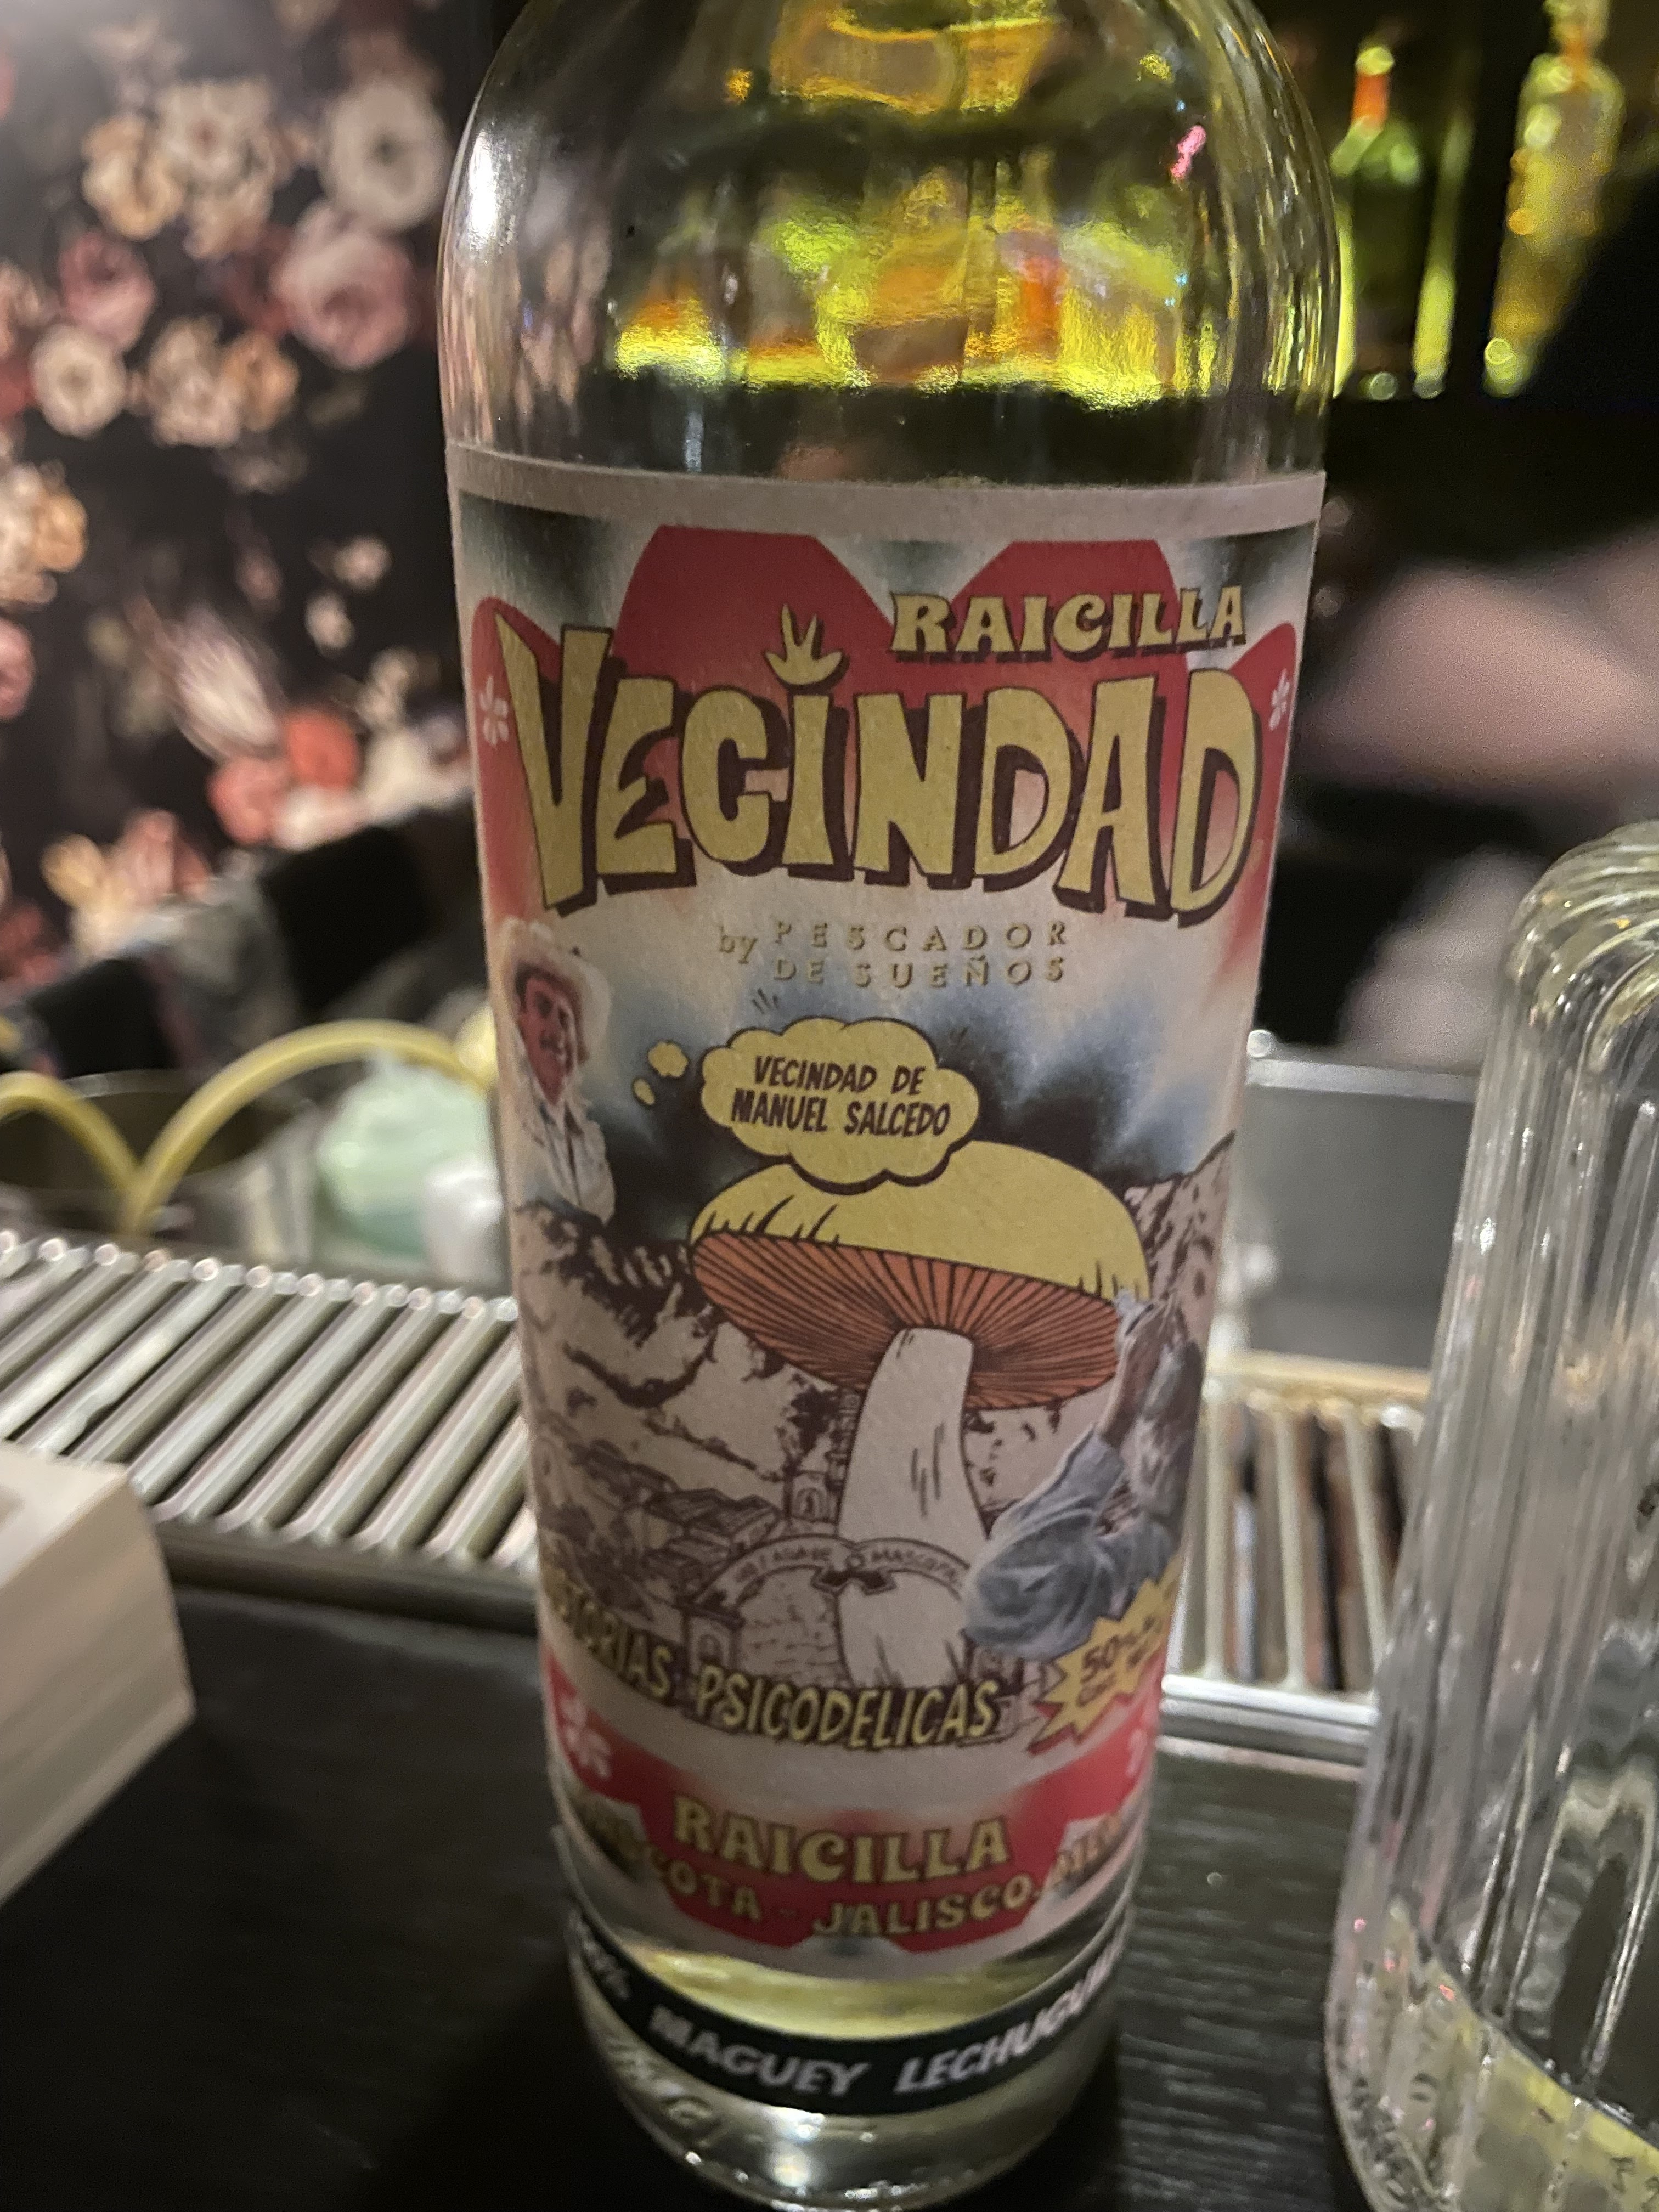 RAICILLA
VECINDAD
by PESCADOR
DE SUEÑOS
VECINDAD DE
MANUEL SALCEDO
PSICODELICAS
RAICILLA
JALISCO
MAGUEY